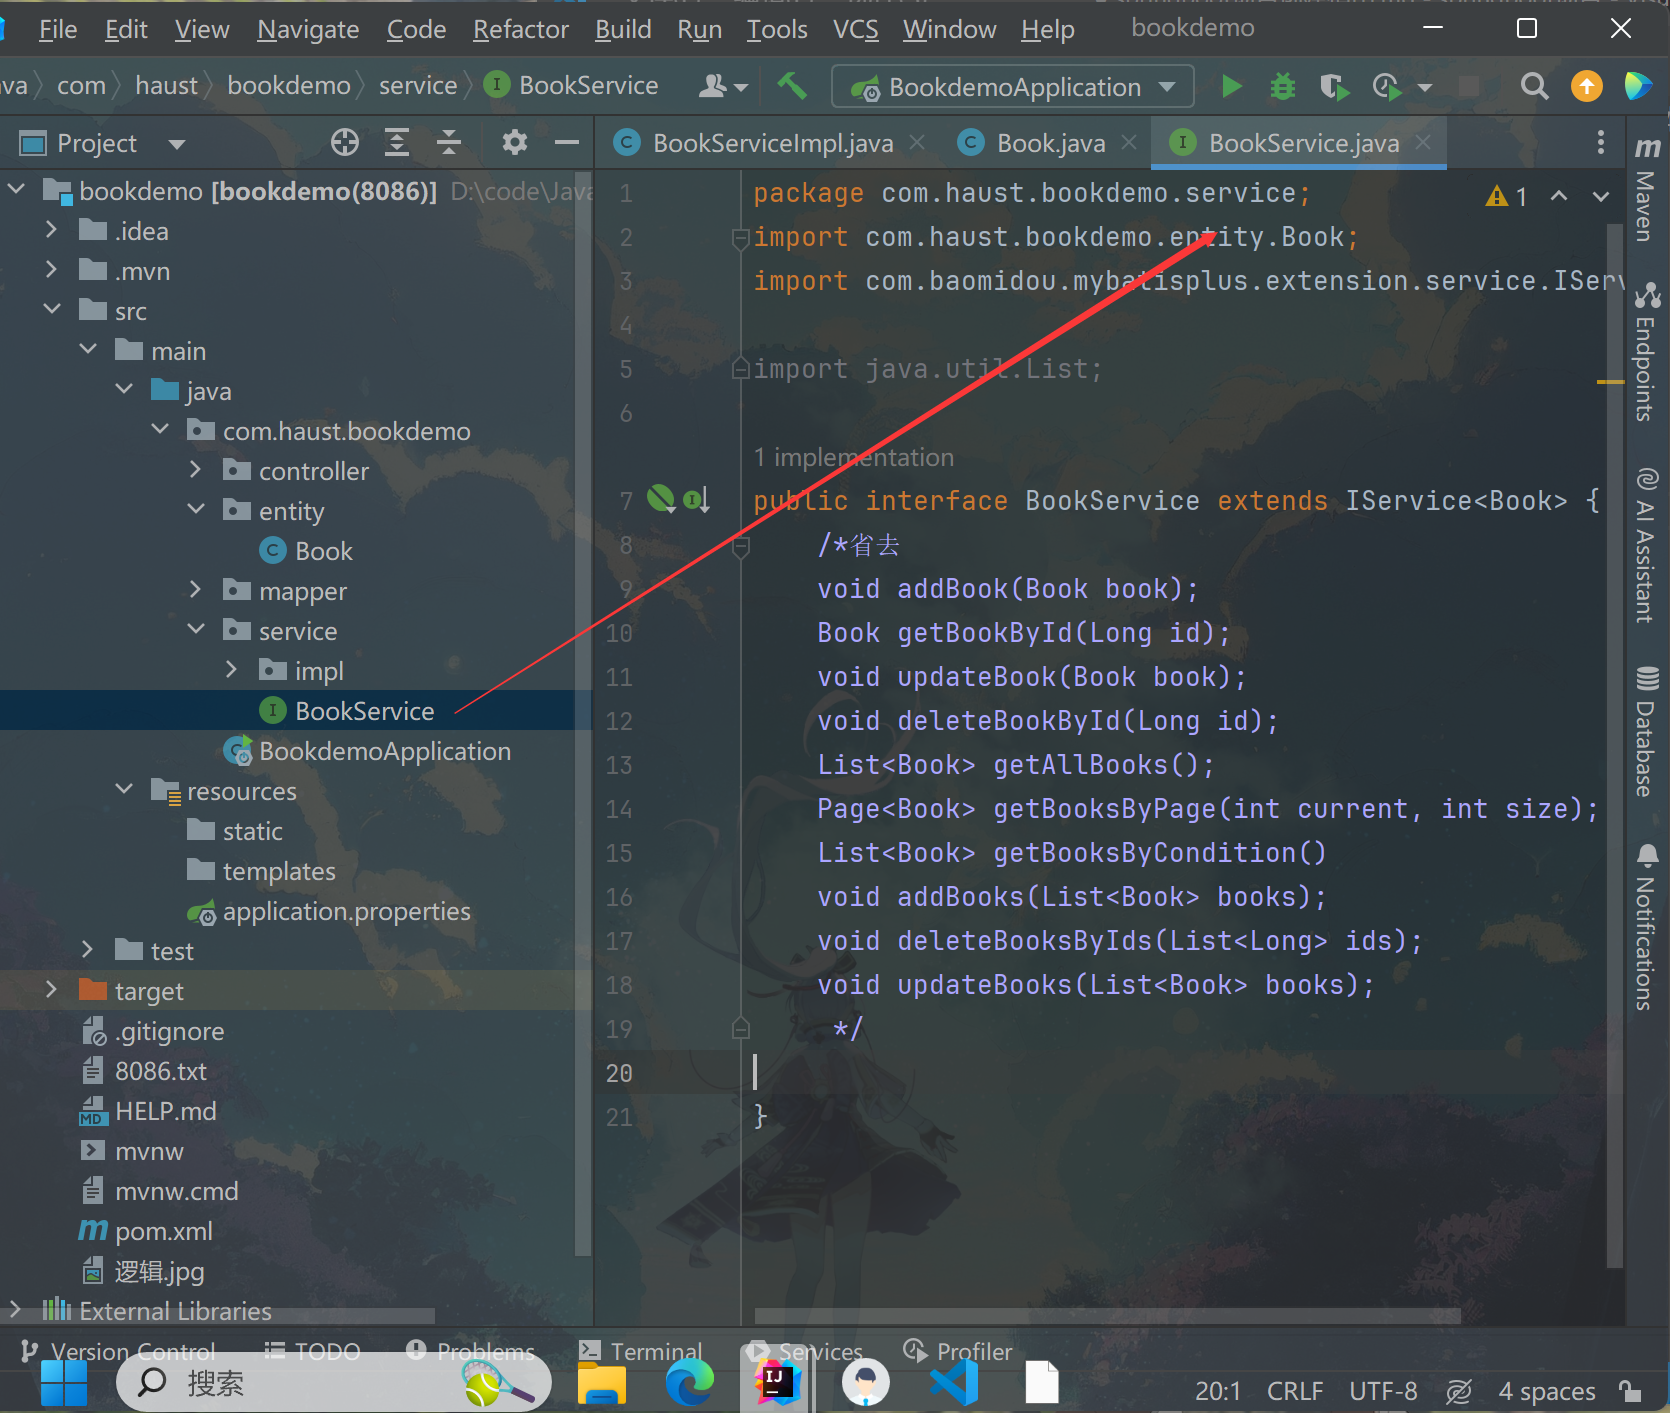 File Edit View Navigate Code Refactor Build Run Tools VCS Window Help bookdemo
va com haust bookdemo service BookService BookdemoApplication
Project
BookServiceImpl.java Book.java BookService.java
bookdemo [bookdemo(8086)] D:\code\Java
.idea
.mvn
src
main
java
com.haust.bookdemo
controller
entity
Book
mapper
service
impl
BookService
BookdemoApplication
resources
static
templates
application.properties
test
target
.gitignore
8086.txt
HELP.md
mvnw
mvnw.cmd
pom.xml
逻辑.jpg
External Libraries
1 package com.haust.bookdemo.service;
1
2 import com.haust.bookdemo.entity.Book;
3 import com.baomidou.mybatisplus.extension.service.IServ
4
5 import java.util.List;
6
1 implementation
7 public interface BookService extends IService<Book> {
8 /*省去
9 void addBook(Book book);
10 Book getBookById(Long id);
11 void updateBook(Book book);
12 void deleteBookById(Long id);
13 List<Book> getAllBooks();
14 Page<Book> getBooksByPage(int current, int size);
15 List<Book> getBooksByCondition()
16 void addBooks(List<Book> books);
17 void deleteBooksByIds(List<Long> ids);
18 void updateBooks(List<Book> books);
19 */
20
21 }
Maven
Endpoints
AI Assistant
Database
Notifications
Version Control TODO Problems Terminal Services Profiler
搜索
20:1 CRLF UTF-8 4 spaces